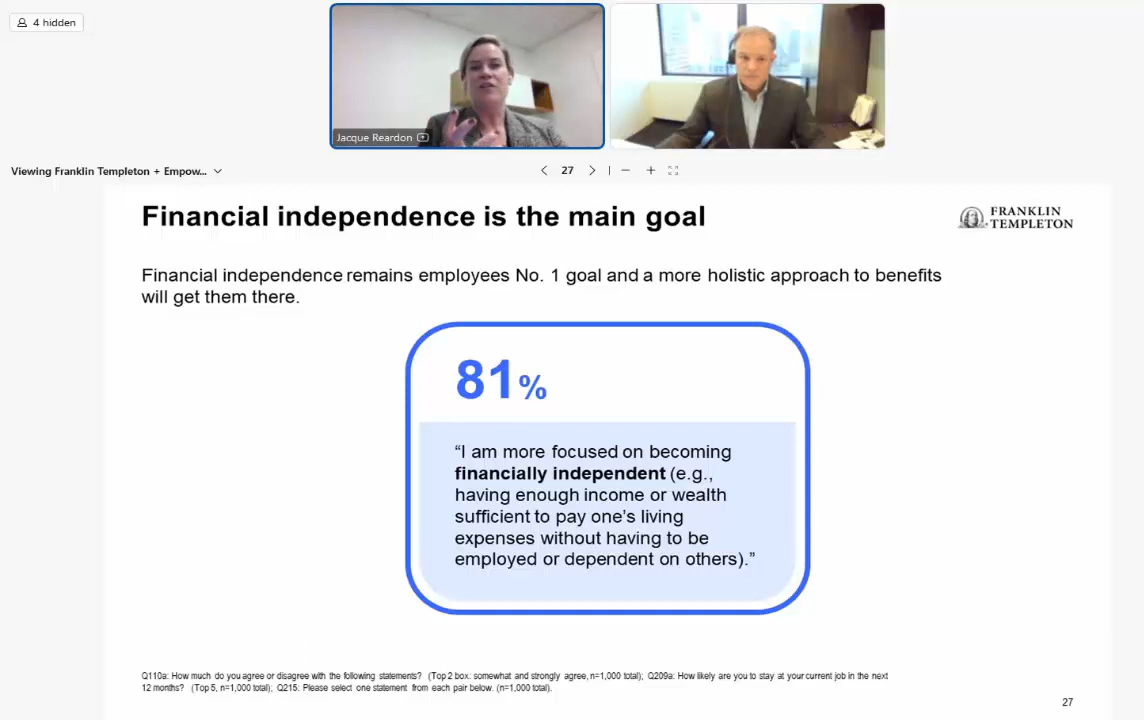 4 hidden
Jacque Reardon
Viewing Franklin Templeton + Empow...
27
Financial independence is the main goal
FRANKLIN
TEMPLETON
Financial independence remains employees No. 1 goal and a more holistic approach to benefits
will get them there.
81%
“I am more focused on becoming
financially independent (e.g.,
having enough income or wealth
sufficient to pay one’s living
expenses without having to be
employed or dependent on others).”
Q110a: How much do you agree or disagree with the following statements? (Top 2 box: somewhat and strongly agree, n=1,000 total); Q209a: How likely are you to stay at your current job in the next
12 months? (Top 5, n=1,000 total); Q215: Please select one statement from each pair below. (n=1,000 total).
27